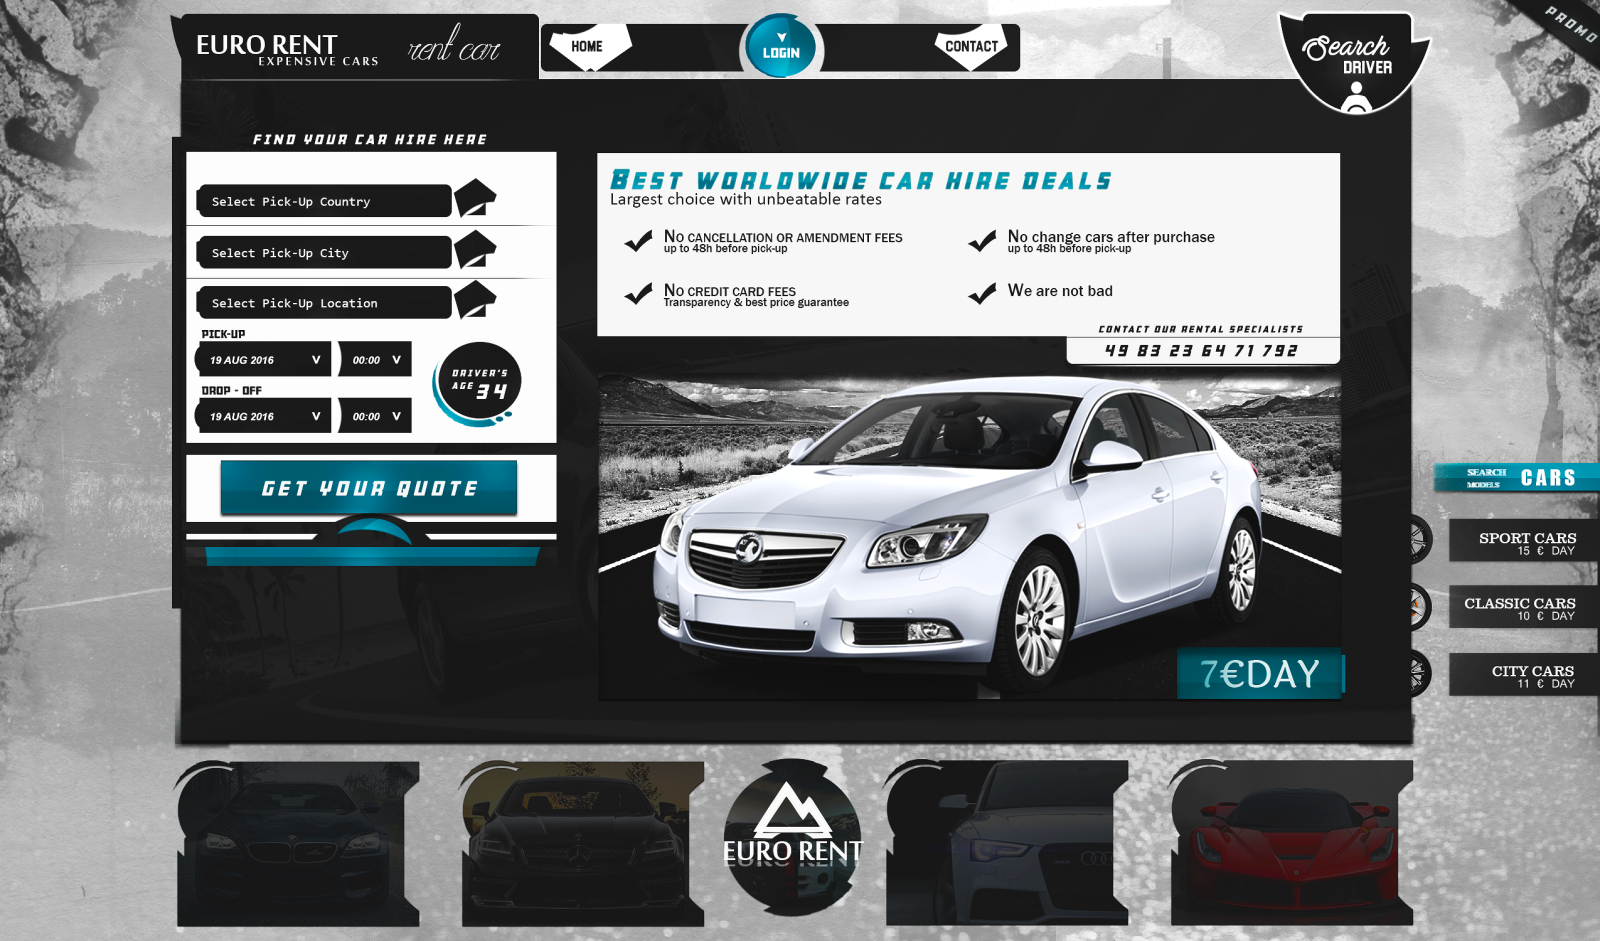 EURO RENT
EXPENSIVE CARS
rent car
HOME
LOGIN
CONTACT
Search
DRIVER
PROMO
FIND YOUR CAR HIRE HERE
Select Pick-Up Country
Select Pick-Up City
Select Pick-Up Location
PICK-UP
19 AUG 2016 V 00:00 V
DROP - OFF
19 AUG 2016 V 00:00 V
DRIVER'S
AGE 34
GET YOUR QUOTE
BEST WORLDWIDE CAR HIRE DEALS
Largest choice with unbeatable rates
NO CANCELLATION OR AMENDMENT FEES
up to 48h before pick-up
No change cars after purchase
up to 48h before pick-up
NO CREDIT CARD FEES
Transparency & best price guarantee
We are not bad
CONTACT OUR RENTAL SPECIALISTS
49 83 23 64 71 792
7€DAY
SEARCH
MODELS
CARS
SPORT CARS
15 € DAY
CLASSIC CARS
10 € DAY
CITY CARS
11 € DAY
EURO RENT